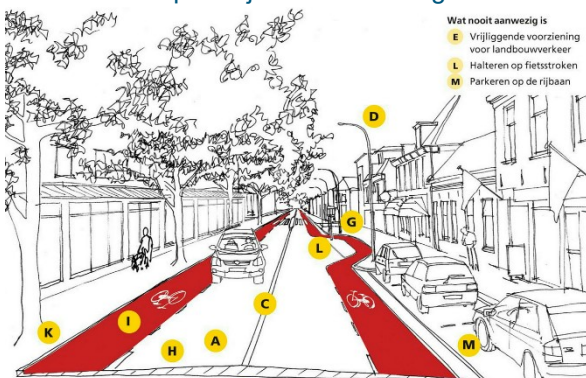 Wat nooit aanwezig is
E Vrijliggende voorziening
voor landbouwverkeer
L Halteren op fietsstroken
M Parkeren op de rijbaan
D
G
L
C
K
I
A
H
M